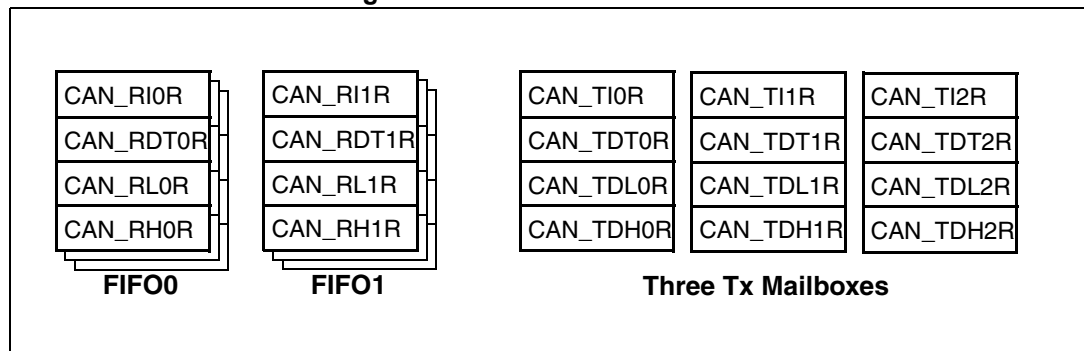 CAN_RI0R CAN_RI1R CAN_TI0R CAN_TI1R CAN_TI2R
CAN_RDT0R CAN_RDT1R CAN_TDT0R CAN_TDT1R CAN_TDT2R
CAN_RL0R CAN_RL1R CAN_TDL0R CAN_TDL1R CAN_TDL2R
CAN_RH0R CAN_RH1R CAN_TDH0R CAN_TDH1R CAN_TDH2R
FIFO0 FIFO1 Three Tx Mailboxes